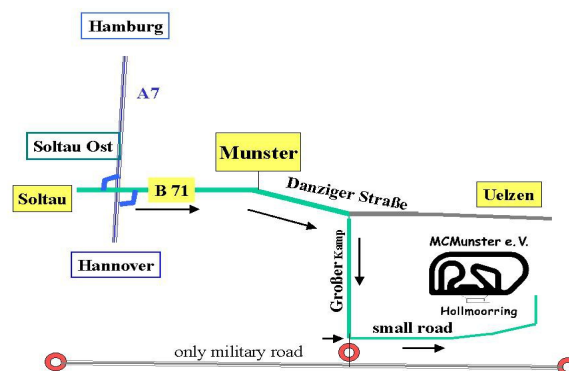 Hamburg
A7
Soltau Ost
Munster
Soltau
B 71
Danziger Straße
Uelzen
Hannover
Großer Kamp
MCMunster e. V.
Hollmoorring
small road
only military road